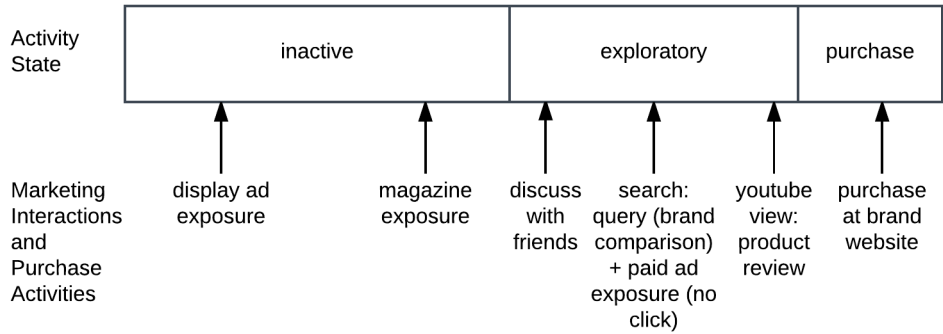 Activity
State
inactive
exploratory
purchase
Marketing
Interactions
and
Purchase
Activities
display ad
exposure
magazine
exposure
discuss
with
friends
search:
query (brand
comparison)
+ paid ad
exposure (no
click)
youtube
view:
product
review
purchase
at brand
website